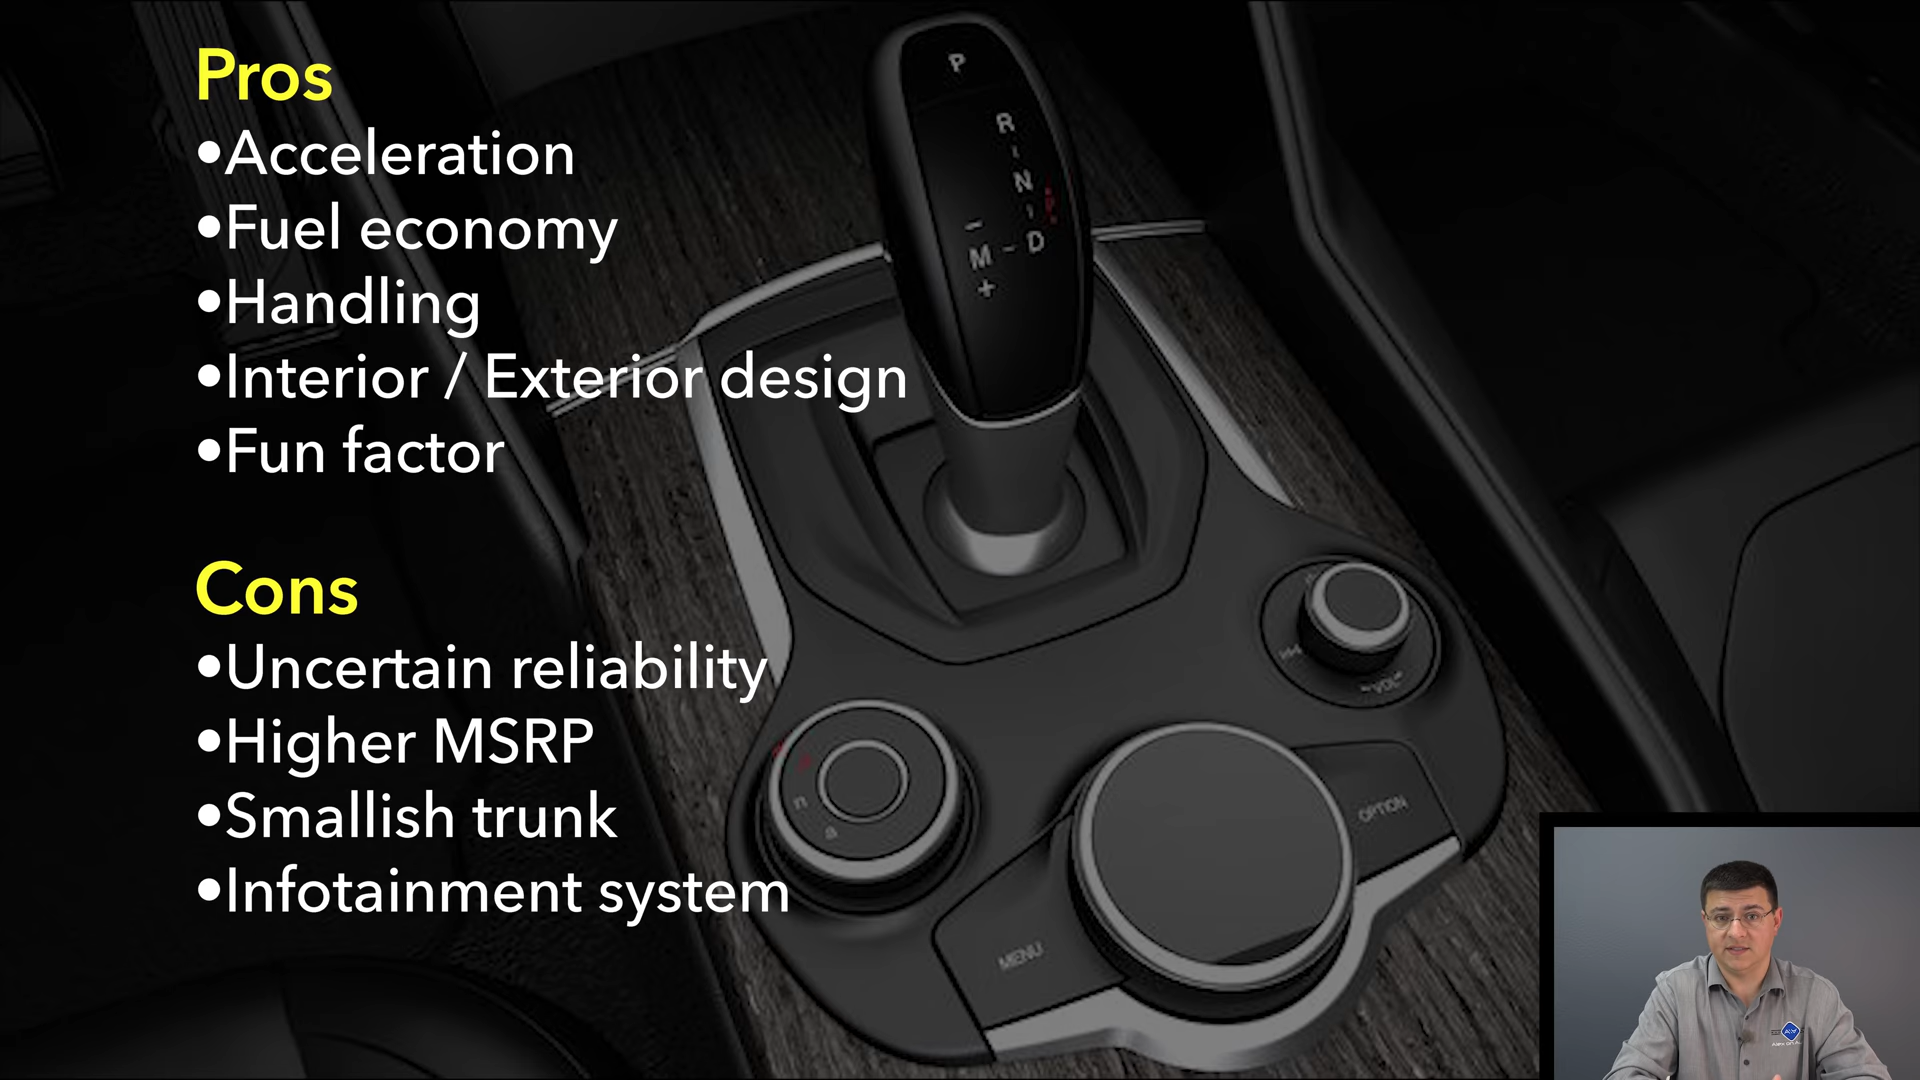 Pros
•Acceleration
•Fuel economy
•Handling
•Interior / Exterior design
•Fun factor
Cons
•Uncertain reliability
•Higher MSRP
•Smallish trunk
•Infotainment system
P
R
N
D
– M +
n
a
VOL
OPTION
MENU